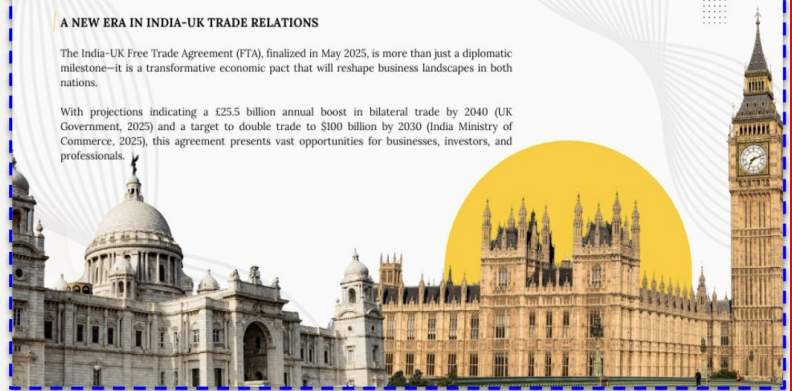 A NEW ERA IN INDIA-UK TRADE RELATIONS
The India-UK Free Trade Agreement (FTA), finalized in May 2025, is more than just a diplomatic
milestone—it is a transformative economic pact that will reshape business landscapes in both
nations.
With projections indicating a £25.5 billion annual boost in bilateral trade by 2040 (UK
Government, 2025) and a target to double trade to $100 billion by 2030 (India Ministry of
Commerce, 2025), this agreement presents vast opportunities for businesses, investors, and
professionals.